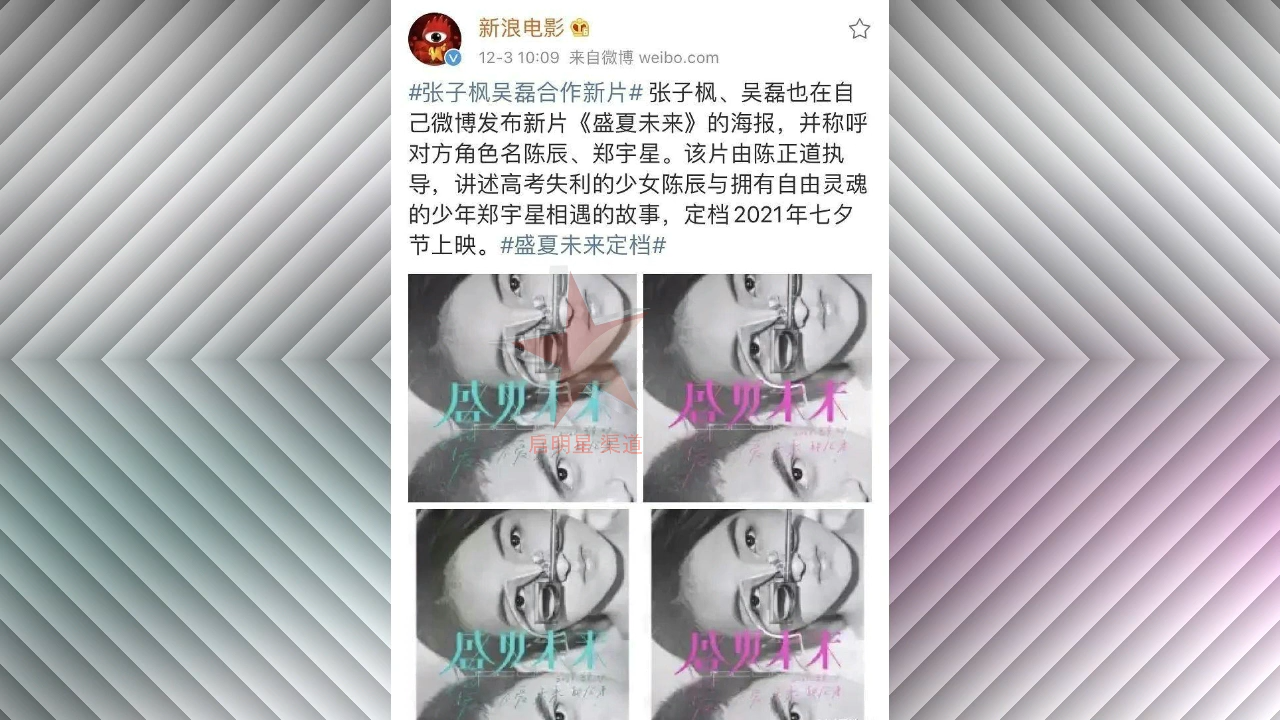 新浪电影
12-3 10:09 来自微博 weibo.com
#张子枫吴磊合作新片# 张子枫、吴磊也在自
己微博发布新片《盛夏未来》的海报，并称呼
对方角色名陈辰、郑宇星。该片由陈正道执
导，讲述高考失利的少女陈辰与拥有自由灵魂
的少年郑宇星相遇的故事，定档2021年七夕
节上映。#盛夏未来定档#
盛夏未来
盛夏未来
启明星 渠道
盛夏未来
盛夏未来